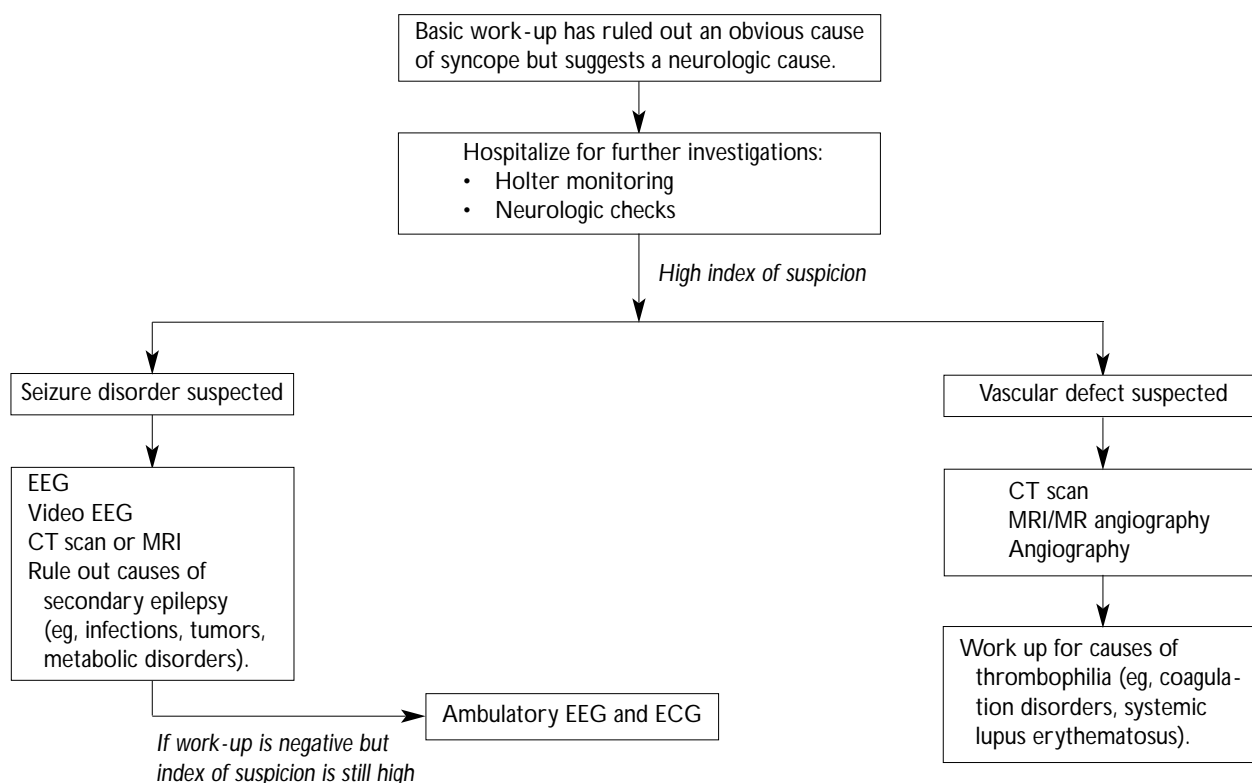 Basic work-up has ruled out an obvious cause
of syncope but suggests a neurologic cause.
Hospitalize for further investigations:
• Holter monitoring
• Neurologic checks
High index of suspicion
Seizure disorder suspected
EEG
Video EEG
CT scan or MRI
Rule out causes of
secondary epilepsy
(eg, infections, tumors,
metabolic disorders).
If work-up is negative but
index of suspicion is still high
Ambulatory EEG and ECG
Vascular defect suspected
CT scan
MRI/MR angiography
Angiography
Work up for causes of
thrombophilia (eg, coagula-
tion disorders, systemic
lupus erythematosus).